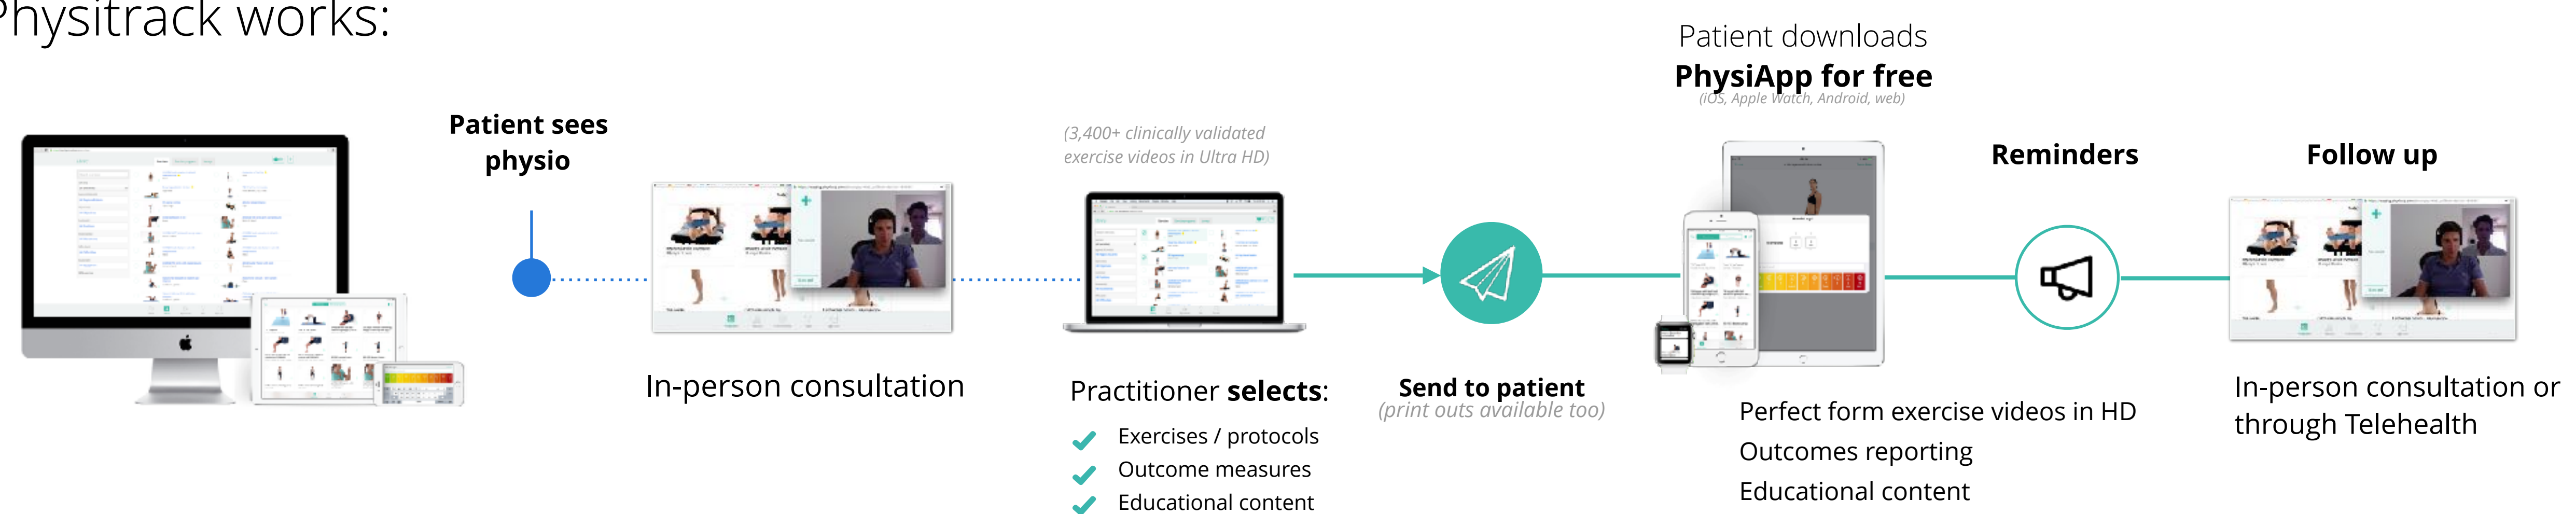 Physitrack works:
Patient sees
physio
In-person consultation
(3,400+ clinically validated
exercise videos in Ultra HD)
Practitioner selects:
Exercises / protocols
Outcome measures
Educational content
Send to patient
(print outs available too)
Patient downloads
PhysiApp for free
(iOS, Apple Watch, Android, web)
Perfect form exercise videos in HD
Outcomes reporting
Educational content
Reminders
Follow up
In-person consultation or
through Telehealth